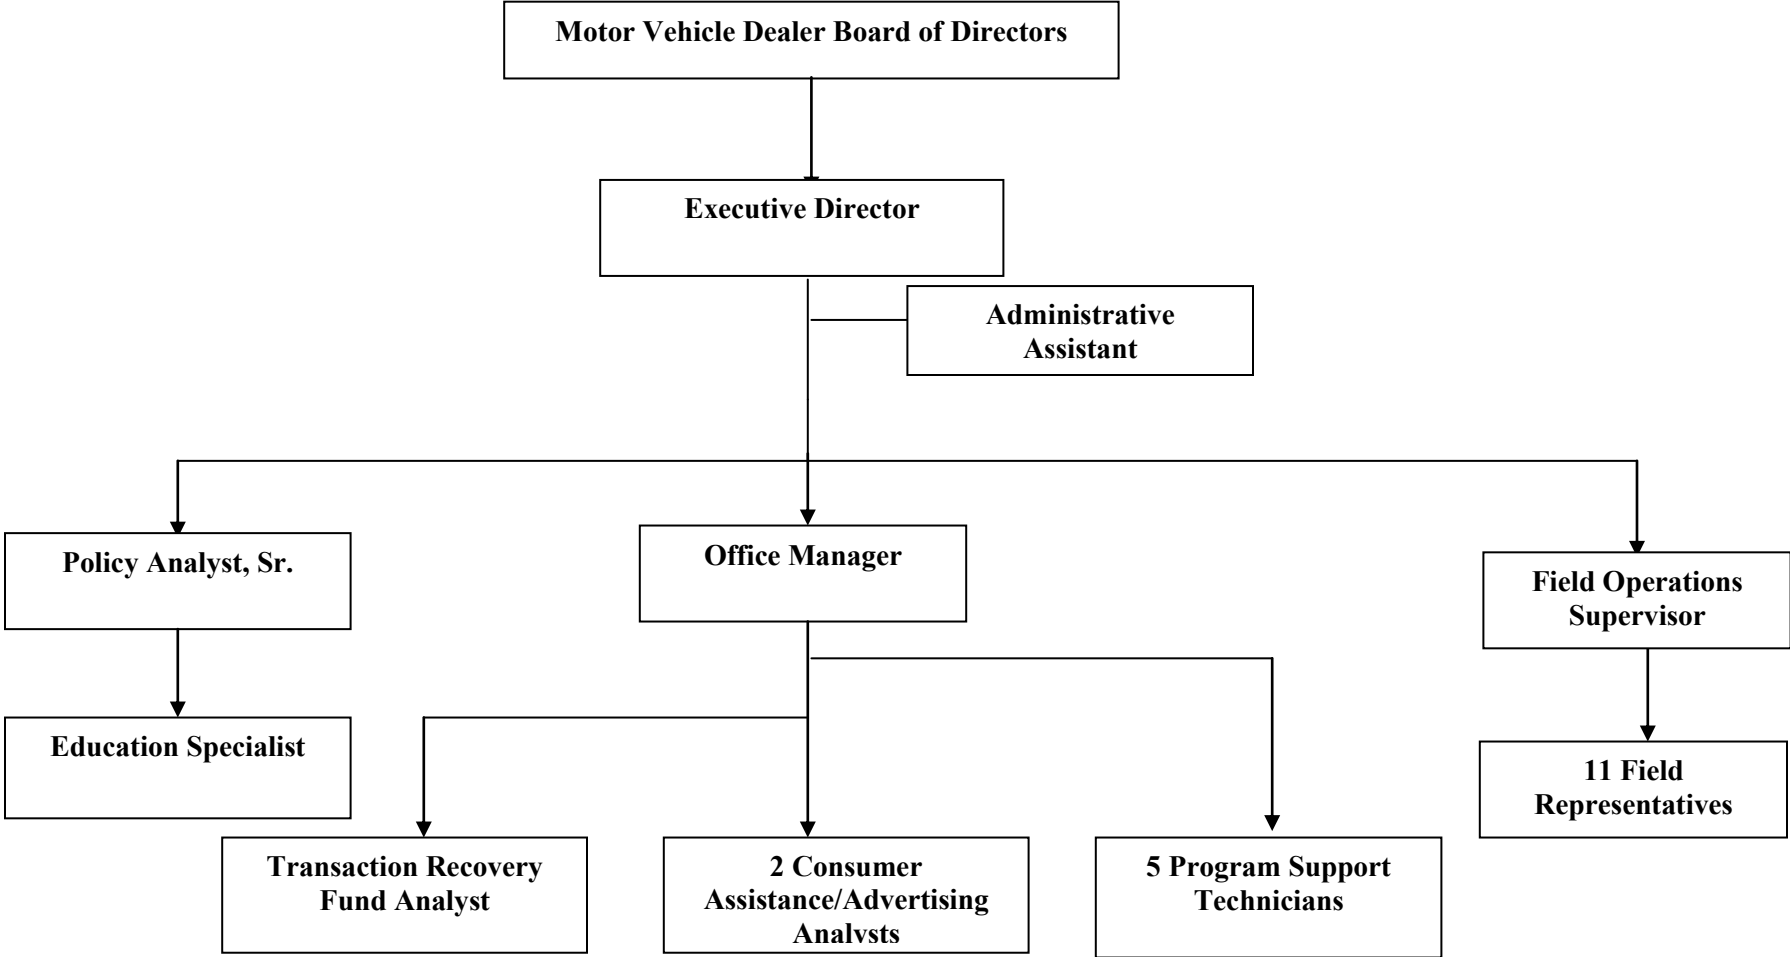 Motor Vehicle Dealer Board of Directors
Executive Director
Administrative
Assistant
Policy Analyst, Sr.
Office Manager
Field Operations
Supervisor
Education Specialist
11 Field
Representatives
Transaction Recovery
Fund Analyst
2 Consumer
Assistance/Advertising
Analysts
5 Program Support
Technicians